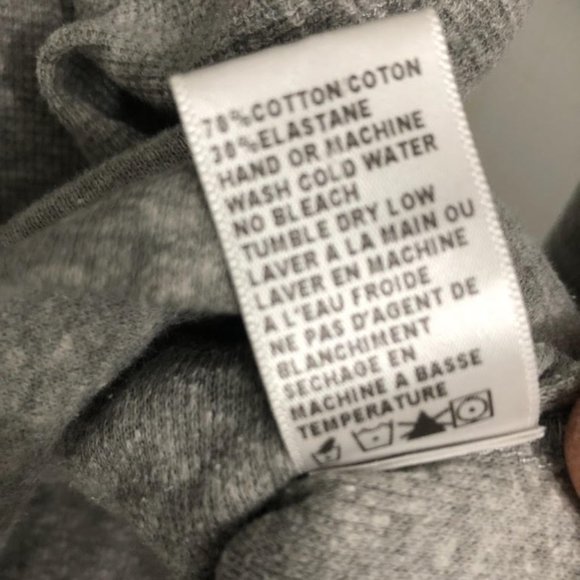 70%COTTON/COTON
30%ELASTANE
HAND OR MACHINE
WASH COLD WATER
NO BLEACH
TUMBLE DRY LOW
LAVER A LA MAIN OU
LAVER EN MACHINE
A L'EAU FROIDE
NE PAS D'AGENT DE
BLANCHIMENT
SECHAGE EN
MACHINE A BASSE
TEMPERATURE